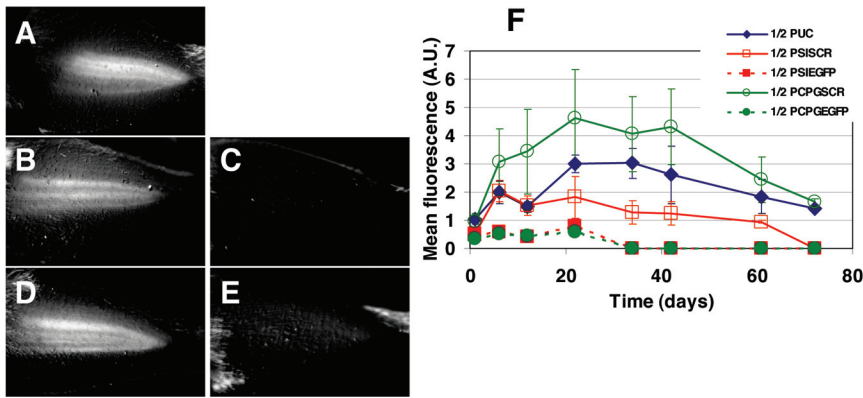 A
B
C
D
E
F
1/2 PUC
1/2 PSISCR
1/2 PSIEGFP
1/2 PCPGSCR
1/2 PCPGEGFP
Mean fluorescence (A.U.)
7
6
5
4
3
2
1
0
0 20 40 60 80
Time (days)